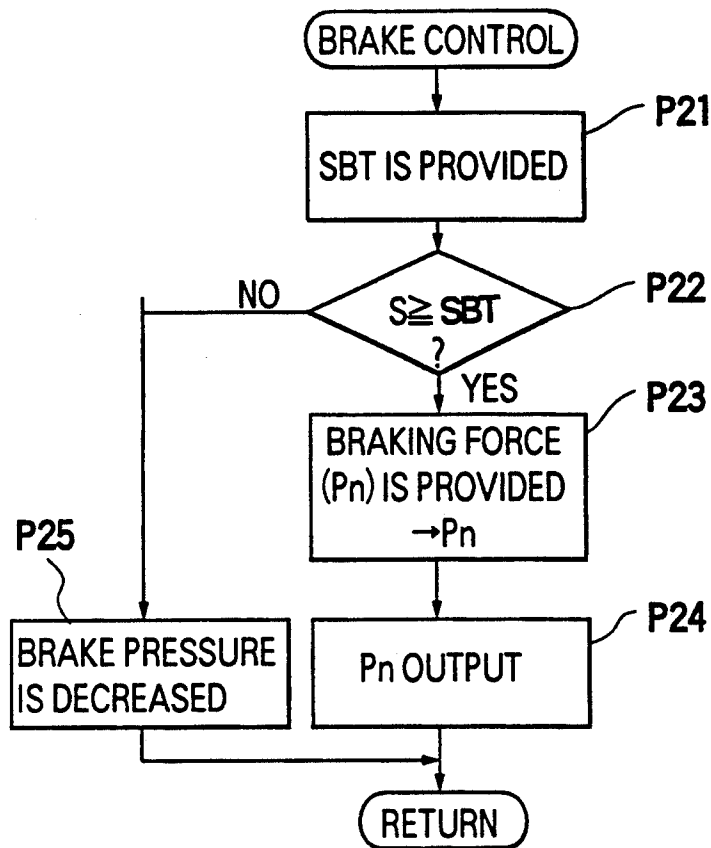 BRAKE CONTROL
P21
SBT IS PROVIDED
P22
NO
S≧SBT
?
YES
P23
BRAKING FORCE
(Pn) IS PROVIDED
→Pn
P25
BRAKE PRESSURE
IS DECREASED
P24
Pn OUTPUT
RETURN